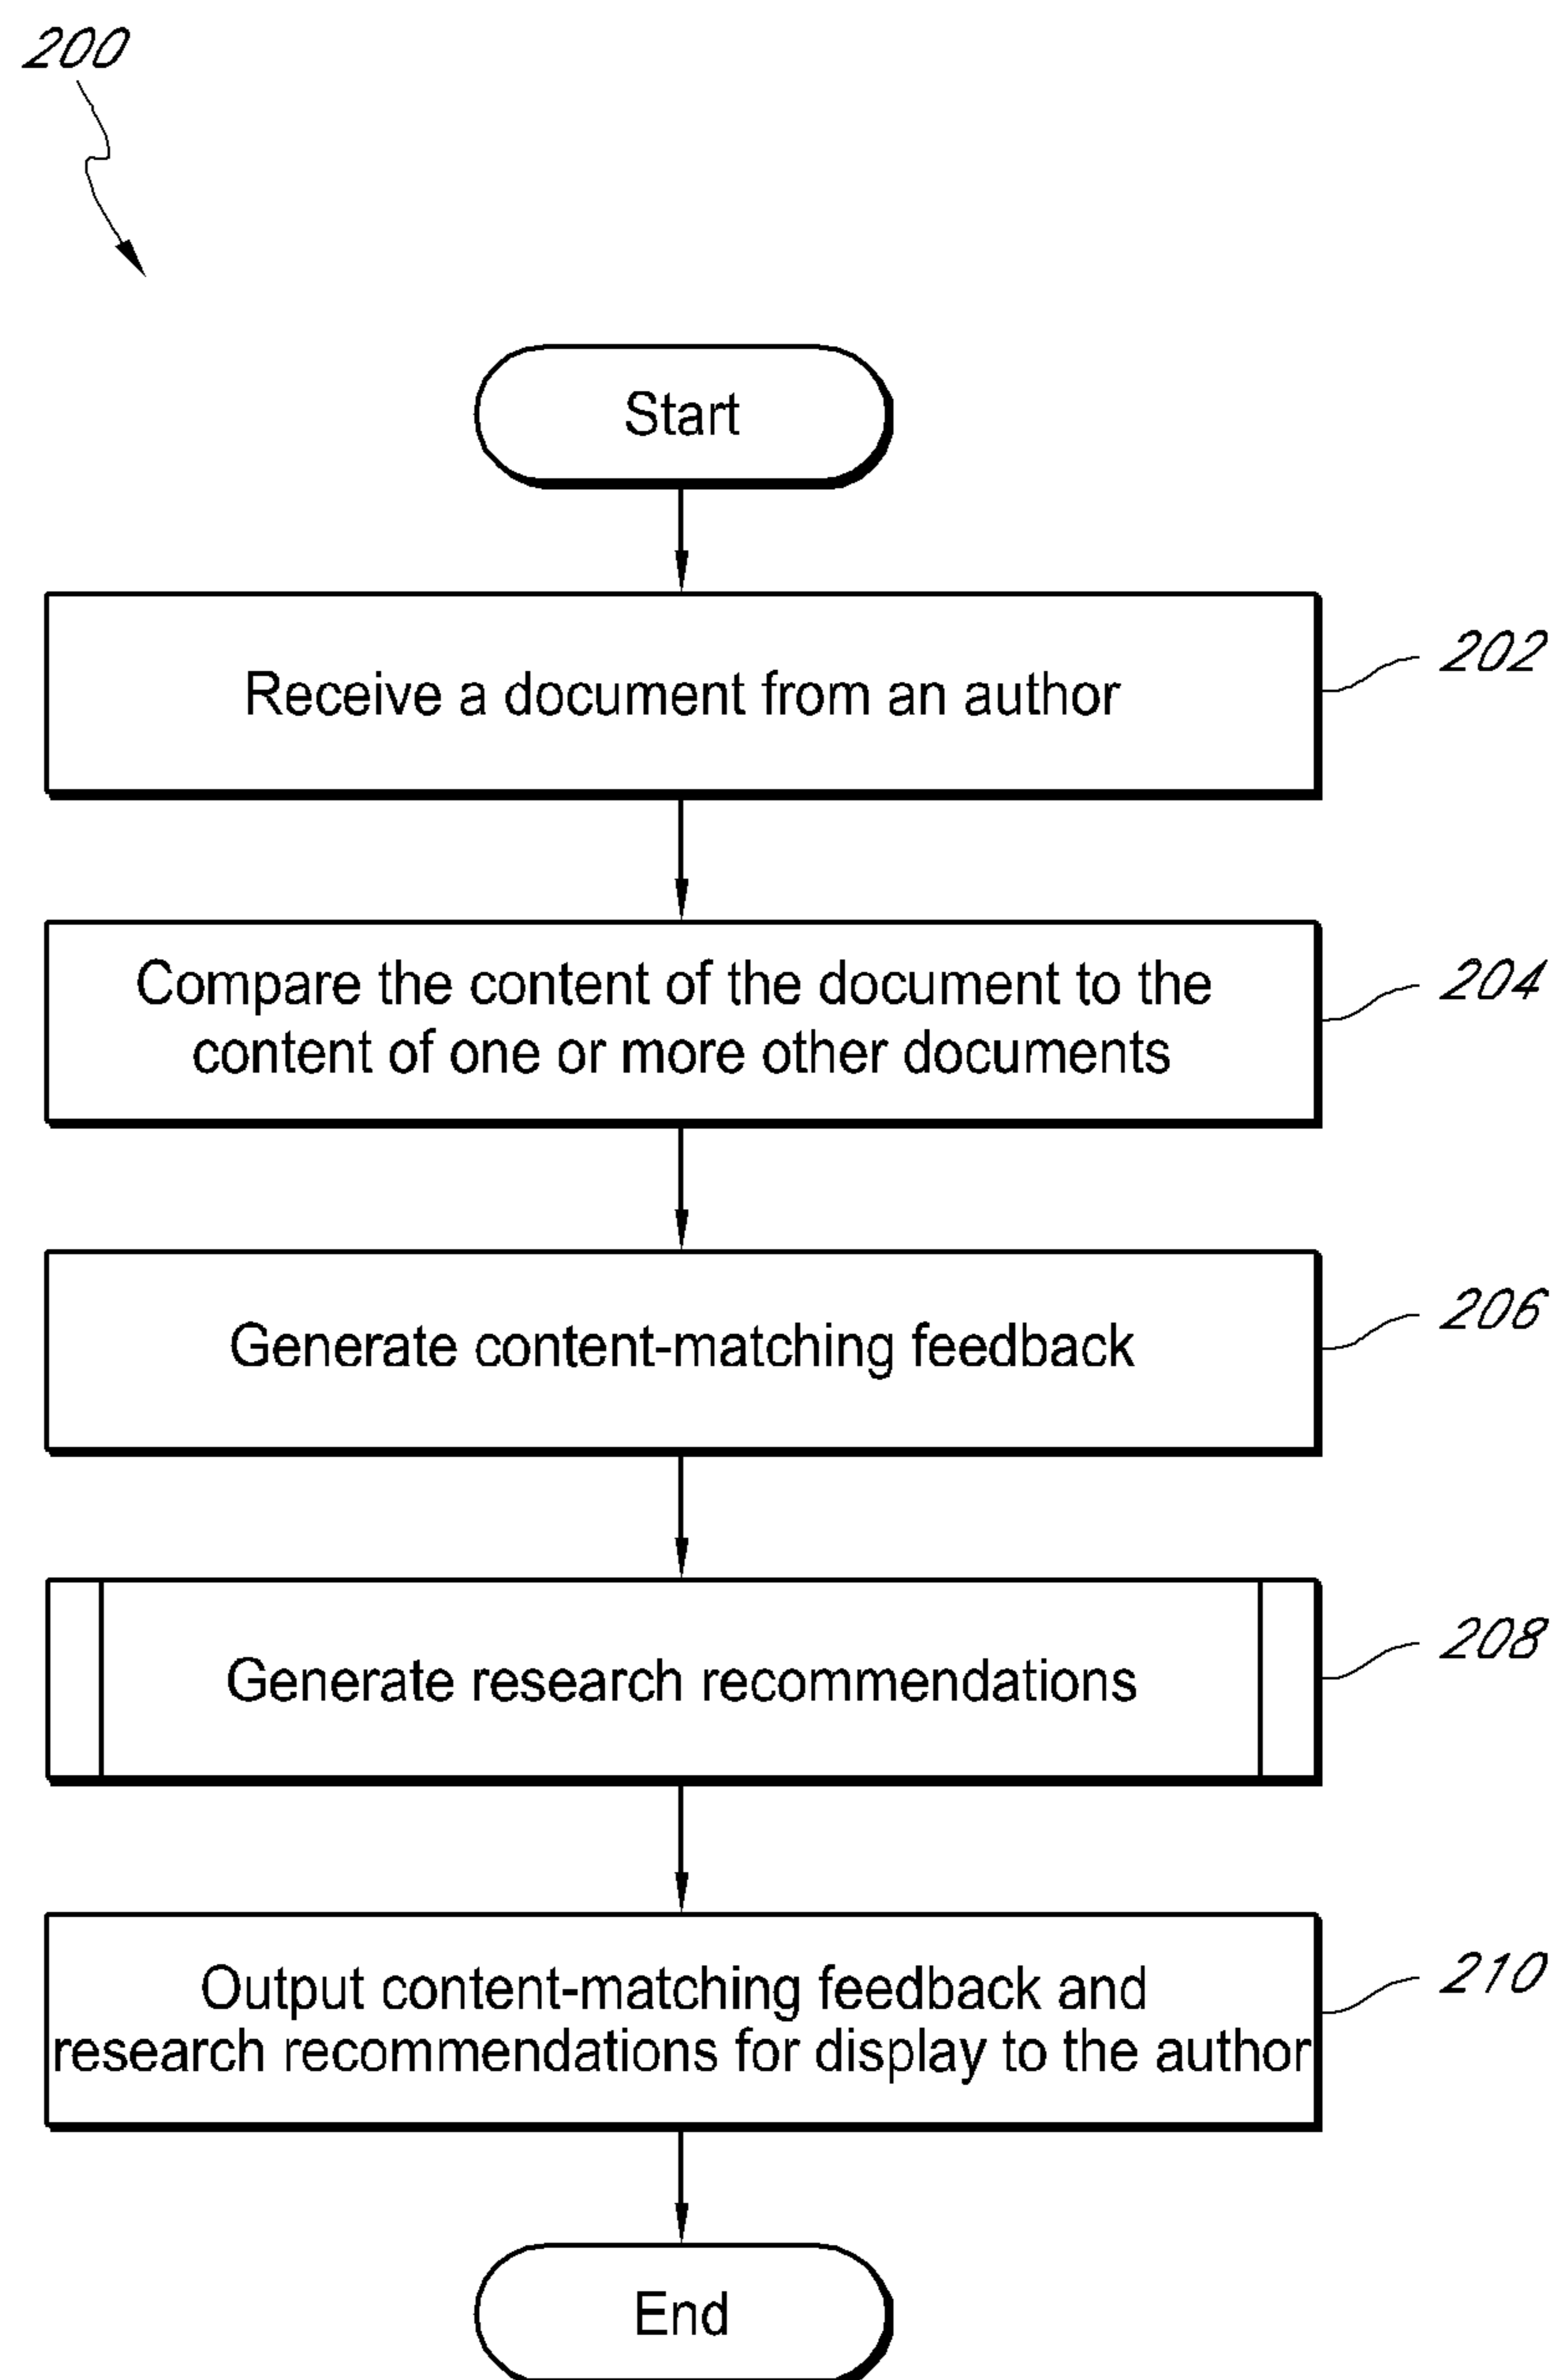 200
Start
Receive a document from an author
202
Compare the content of the document to the
content of one or more other documents
204
Generate content-matching feedback
206
Generate research recommendations
208
Output content-matching feedback and
research recommendations for display to the author
210
End